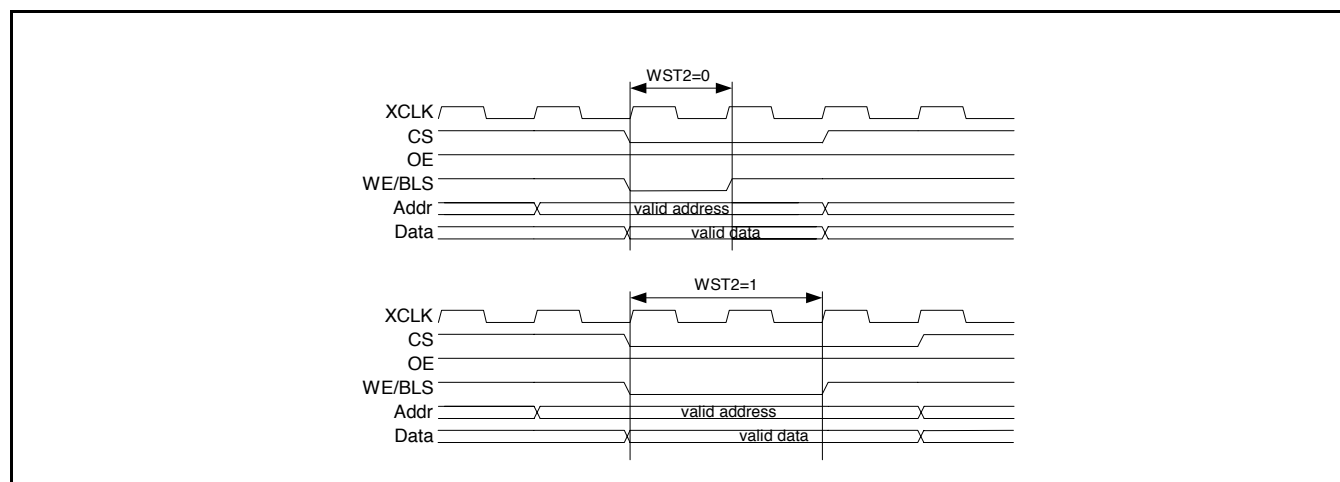 WST2=0
XCLK
CS
OE
WE/BLS
Addr valid address
Data valid data
WST2=1
XCLK
CS
OE
WE/BLS
Addr valid address
Data valid data